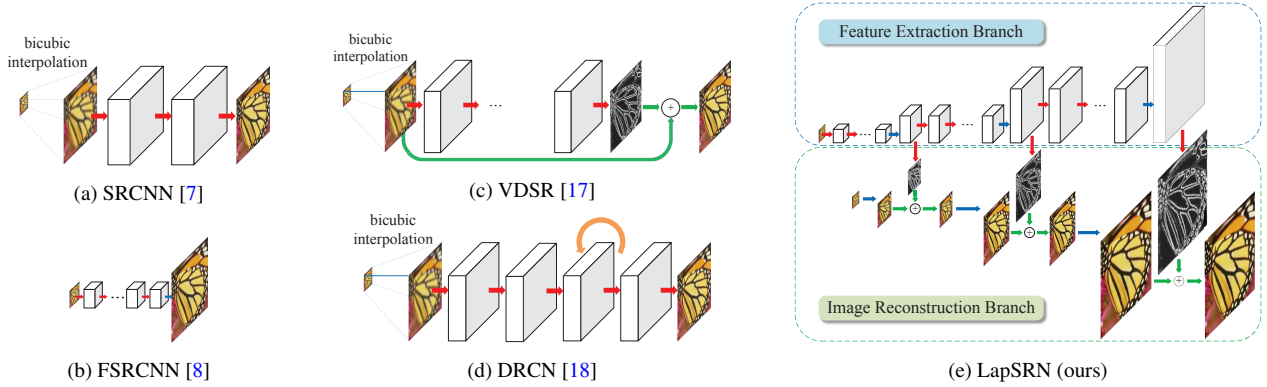 bicubic
interpolation
(a) SRCNN [7]
(b) FSRCNN [8]
bicubic
interpolation
...
+
(c) VDSR [17]
bicubic
interpolation
(d) DRCN [18]
Feature Extraction Branch
Image Reconstruction Branch
(e) LapSRN (ours)